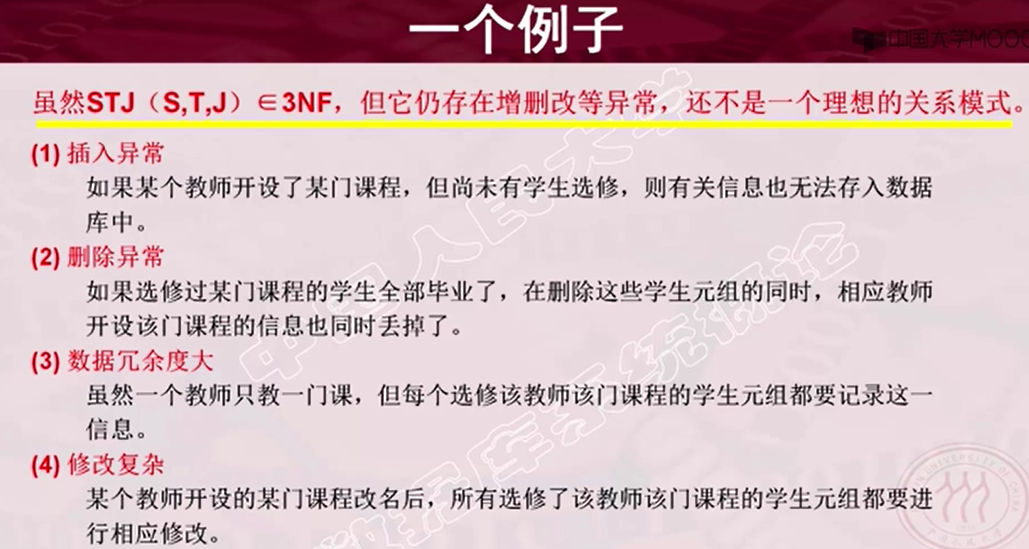 一个例子
中国大学MOOC
虽然STJ（S,T,J）∈3NF，但它仍存在增删改等异常，还不是一个理想的关系模式。
(1) 插入异常
如果某个教师开设了某门课程，但尚未有学生选修，则有关信息也无法存入数据
库中。
(2) 删除异常
如果选修过某门课程的学生全部毕业了，在删除这些学生元组的同时，相应教师
开设该门课程的信息也同时丢掉了。
(3) 数据冗余度大
虽然一个教师只教一门课，但每个选修该教师该门课程的学生元组都要记录这一
信息。
(4) 修改复杂
某个教师开设的某门课程改名后，所有选修了该教师该门课程的学生元组都要进
行相应修改。
中国人民大学
数据库系统概论